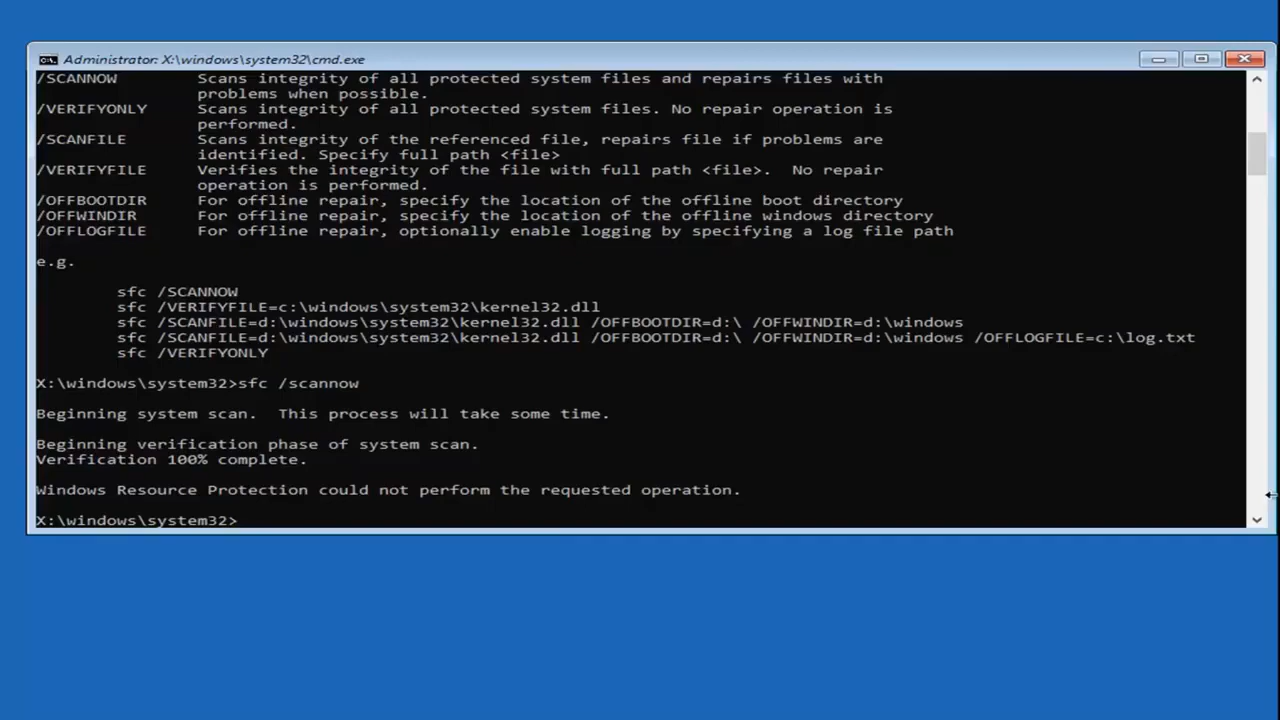 Administrator: X:\windows\system32\cmd.exe
/SCANNOW        Scans integrity of all protected system files and repairs files with
                problems when possible.
/VERIFYONLY     Scans integrity of all protected system files. No repair operation is
                performed.
/SCANFILE       Scans integrity of the referenced file, repairs file if problems are
                identified. Specify full path <file>
/VERIFYFILE     Verifies the integrity of the file with full path <file>.  No repair
                operation is performed.
/OFFBOOTDIR     For offline repair, specify the location of the offline boot directory
/OFFWINDIR      For offline repair, specify the location of the offline windows directory
/OFFLOGFILE     For offline repair, optionally enable logging by specifying a log file path
e.g.
        sfc /SCANNOW
        sfc /VERIFYFILE=c:\windows\system32\kernel32.dll
        sfc /SCANFILE=d:\windows\system32\kernel32.dll /OFFBOOTDIR=d:\ /OFFWINDIR=d:\windows
        sfc /SCANFILE=d:\windows\system32\kernel32.dll /OFFBOOTDIR=d:\ /OFFWINDIR=d:\windows /OFFLOGFILE=c:\log.txt
        sfc /VERIFYONLY
X:\windows\system32>sfc /scannow
Beginning system scan.  This process will take some time.
Beginning verification phase of system scan.
Verification 100% complete.
Windows Resource Protection could not perform the requested operation.
X:\windows\system32>